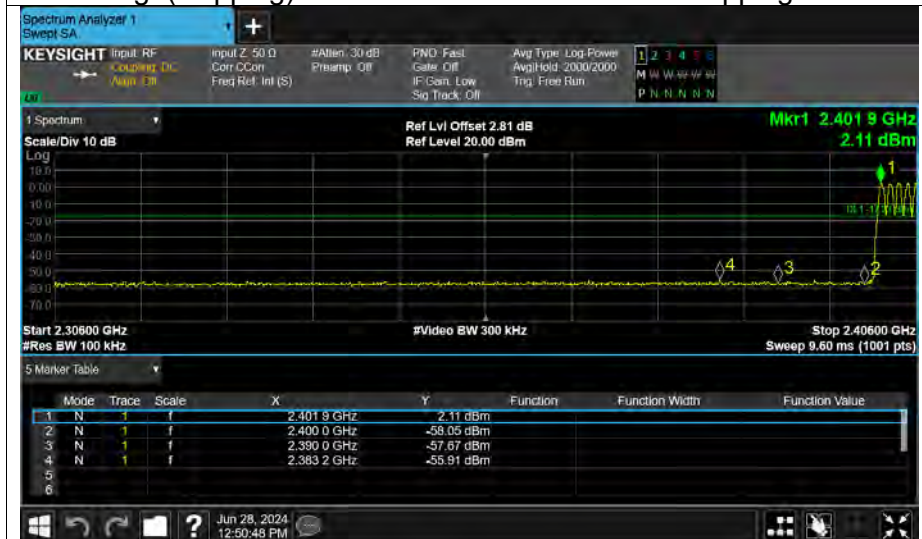 Spectrum Analyzer 1
Swept SA
+
KEYSIGHT Input: RF Input Z: 50 Ω #Atten: 30 dB PNO: Fast Avg Type: Log-Power 1 2 3 4 5 6
Coupling: DC Corr CCorr Preamp: Off Gate: Off Avg|Hold: 2000/2000 M W W W W W
Align: Off Freq Ref: Int (S) IF Gain: Low Trig: Free Run
Sig Track: Off P N N N N N
1 Spectrum Ref Lvl Offset 2.81 dB Mkr1 2.401 9 GHz
Scale/Div 10 dB Ref Level 20.00 dBm 2.11 dBm
Log
10.0
0.00
-10.0
-20.0
-30.0
-40.0
-50.0
-60.0
-70.0
1
4
3
2
Start 2.30600 GHz #Video BW 300 kHz Stop 2.40600 GHz
#Res BW 100 kHz Sweep 9.60 ms (1001 pts)
5 Marker Table
Mode Trace Scale X Y Function Function Width Function Value
1 N 1 f 2.401 9 GHz 2.11 dBm
2 N 1 f 2.400 0 GHz -58.05 dBm
3 N 1 f 2.390 0 GHz -57.67 dBm
4 N 1 f 2.383 2 GHz -55.91 dBm
5
6
? Jun 28, 2024
12:50:48 PM